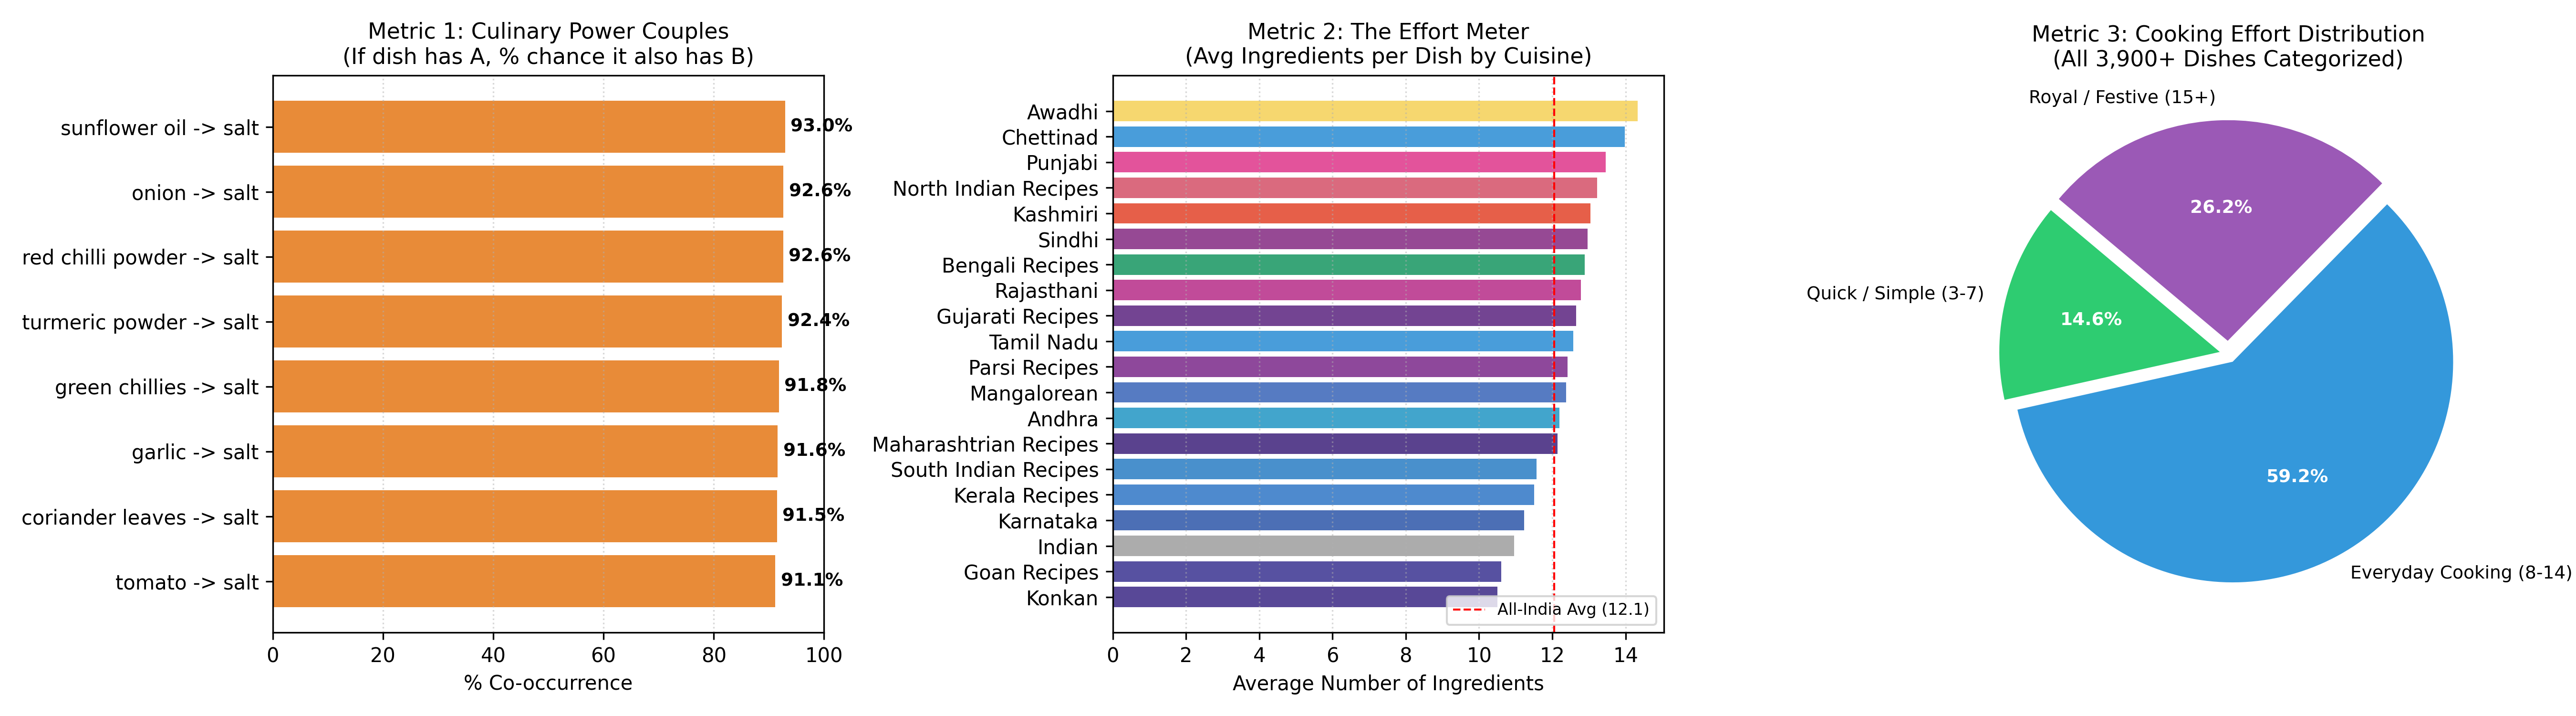 Metric 1: Culinary Power Couples
(If dish has A, % chance it also has B)
sunflower oil -> salt
93.0%
onion -> salt
92.6%
red chilli powder -> salt
92.6%
turmeric powder -> salt
92.4%
green chillies -> salt
91.8%
garlic -> salt
91.6%
coriander leaves -> salt
91.5%
tomato -> salt
91.1%
0 20 40 60 80 100
% Co-occurrence
Metric 2: The Effort Meter
(Avg Ingredients per Dish by Cuisine)
Awadhi
Chettinad
Punjabi
North Indian Recipes
Kashmiri
Sindhi
Bengali Recipes
Rajasthani
Gujarati Recipes
Tamil Nadu
Parsi Recipes
Mangalorean
Andhra
Maharashtrian Recipes
South Indian Recipes
Kerala Recipes
Karnataka
Indian
Goan Recipes
Konkan
All-India Avg (12.1)
0 2 4 6 8 10 12 14
Average Number of Ingredients
Metric 3: Cooking Effort Distribution
(All 3,900+ Dishes Categorized)
Royal / Festive (15+)
26.2%
Quick / Simple (3-7)
14.6%
59.2%
Everyday Cooking (8-14)